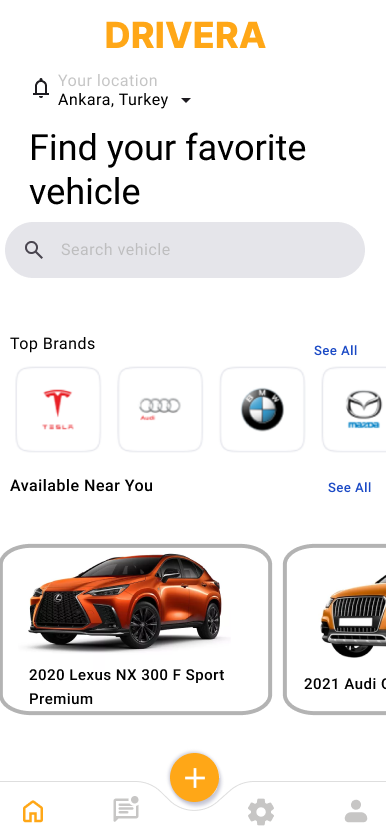 DRIVERA
Your location
Ankara, Turkey
Find your favorite
vehicle
Search vehicle
Top Brands
See All
TESLA
Audi
BMW
mazda
Available Near You
See All
2020 Lexus NX 300 F Sport
Premium
2021 Audi